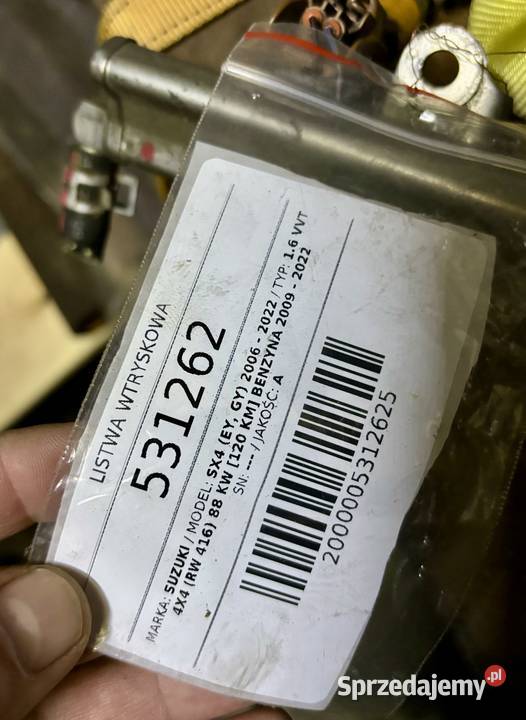 LISTWA WTRYSKOWA
531262
MARKA: SUZUKI / MODEL: SX4 (EY, GY) 2006 - 2022 / TYP: 1.6 VVT
4X4 (RW 416) 88 KW [120 KM] BENZYNA 2009 - 2022
SN: ---- / JAKOŚĆ: A
2000005312625
Sprzedajemy.pl